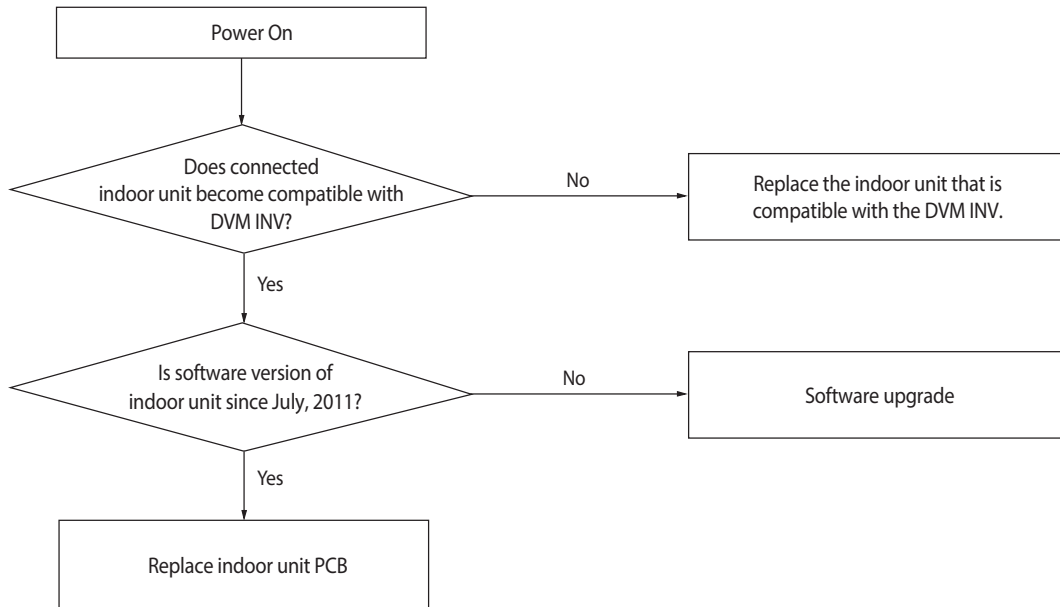 Power On
Does connected
indoor unit become compatible with
DVM INV?
No
Replace the indoor unit that is
compatible with the DVM INV.
Yes
Is software version of
indoor unit since July, 2011?
No
Software upgrade
Yes
Replace indoor unit PCB